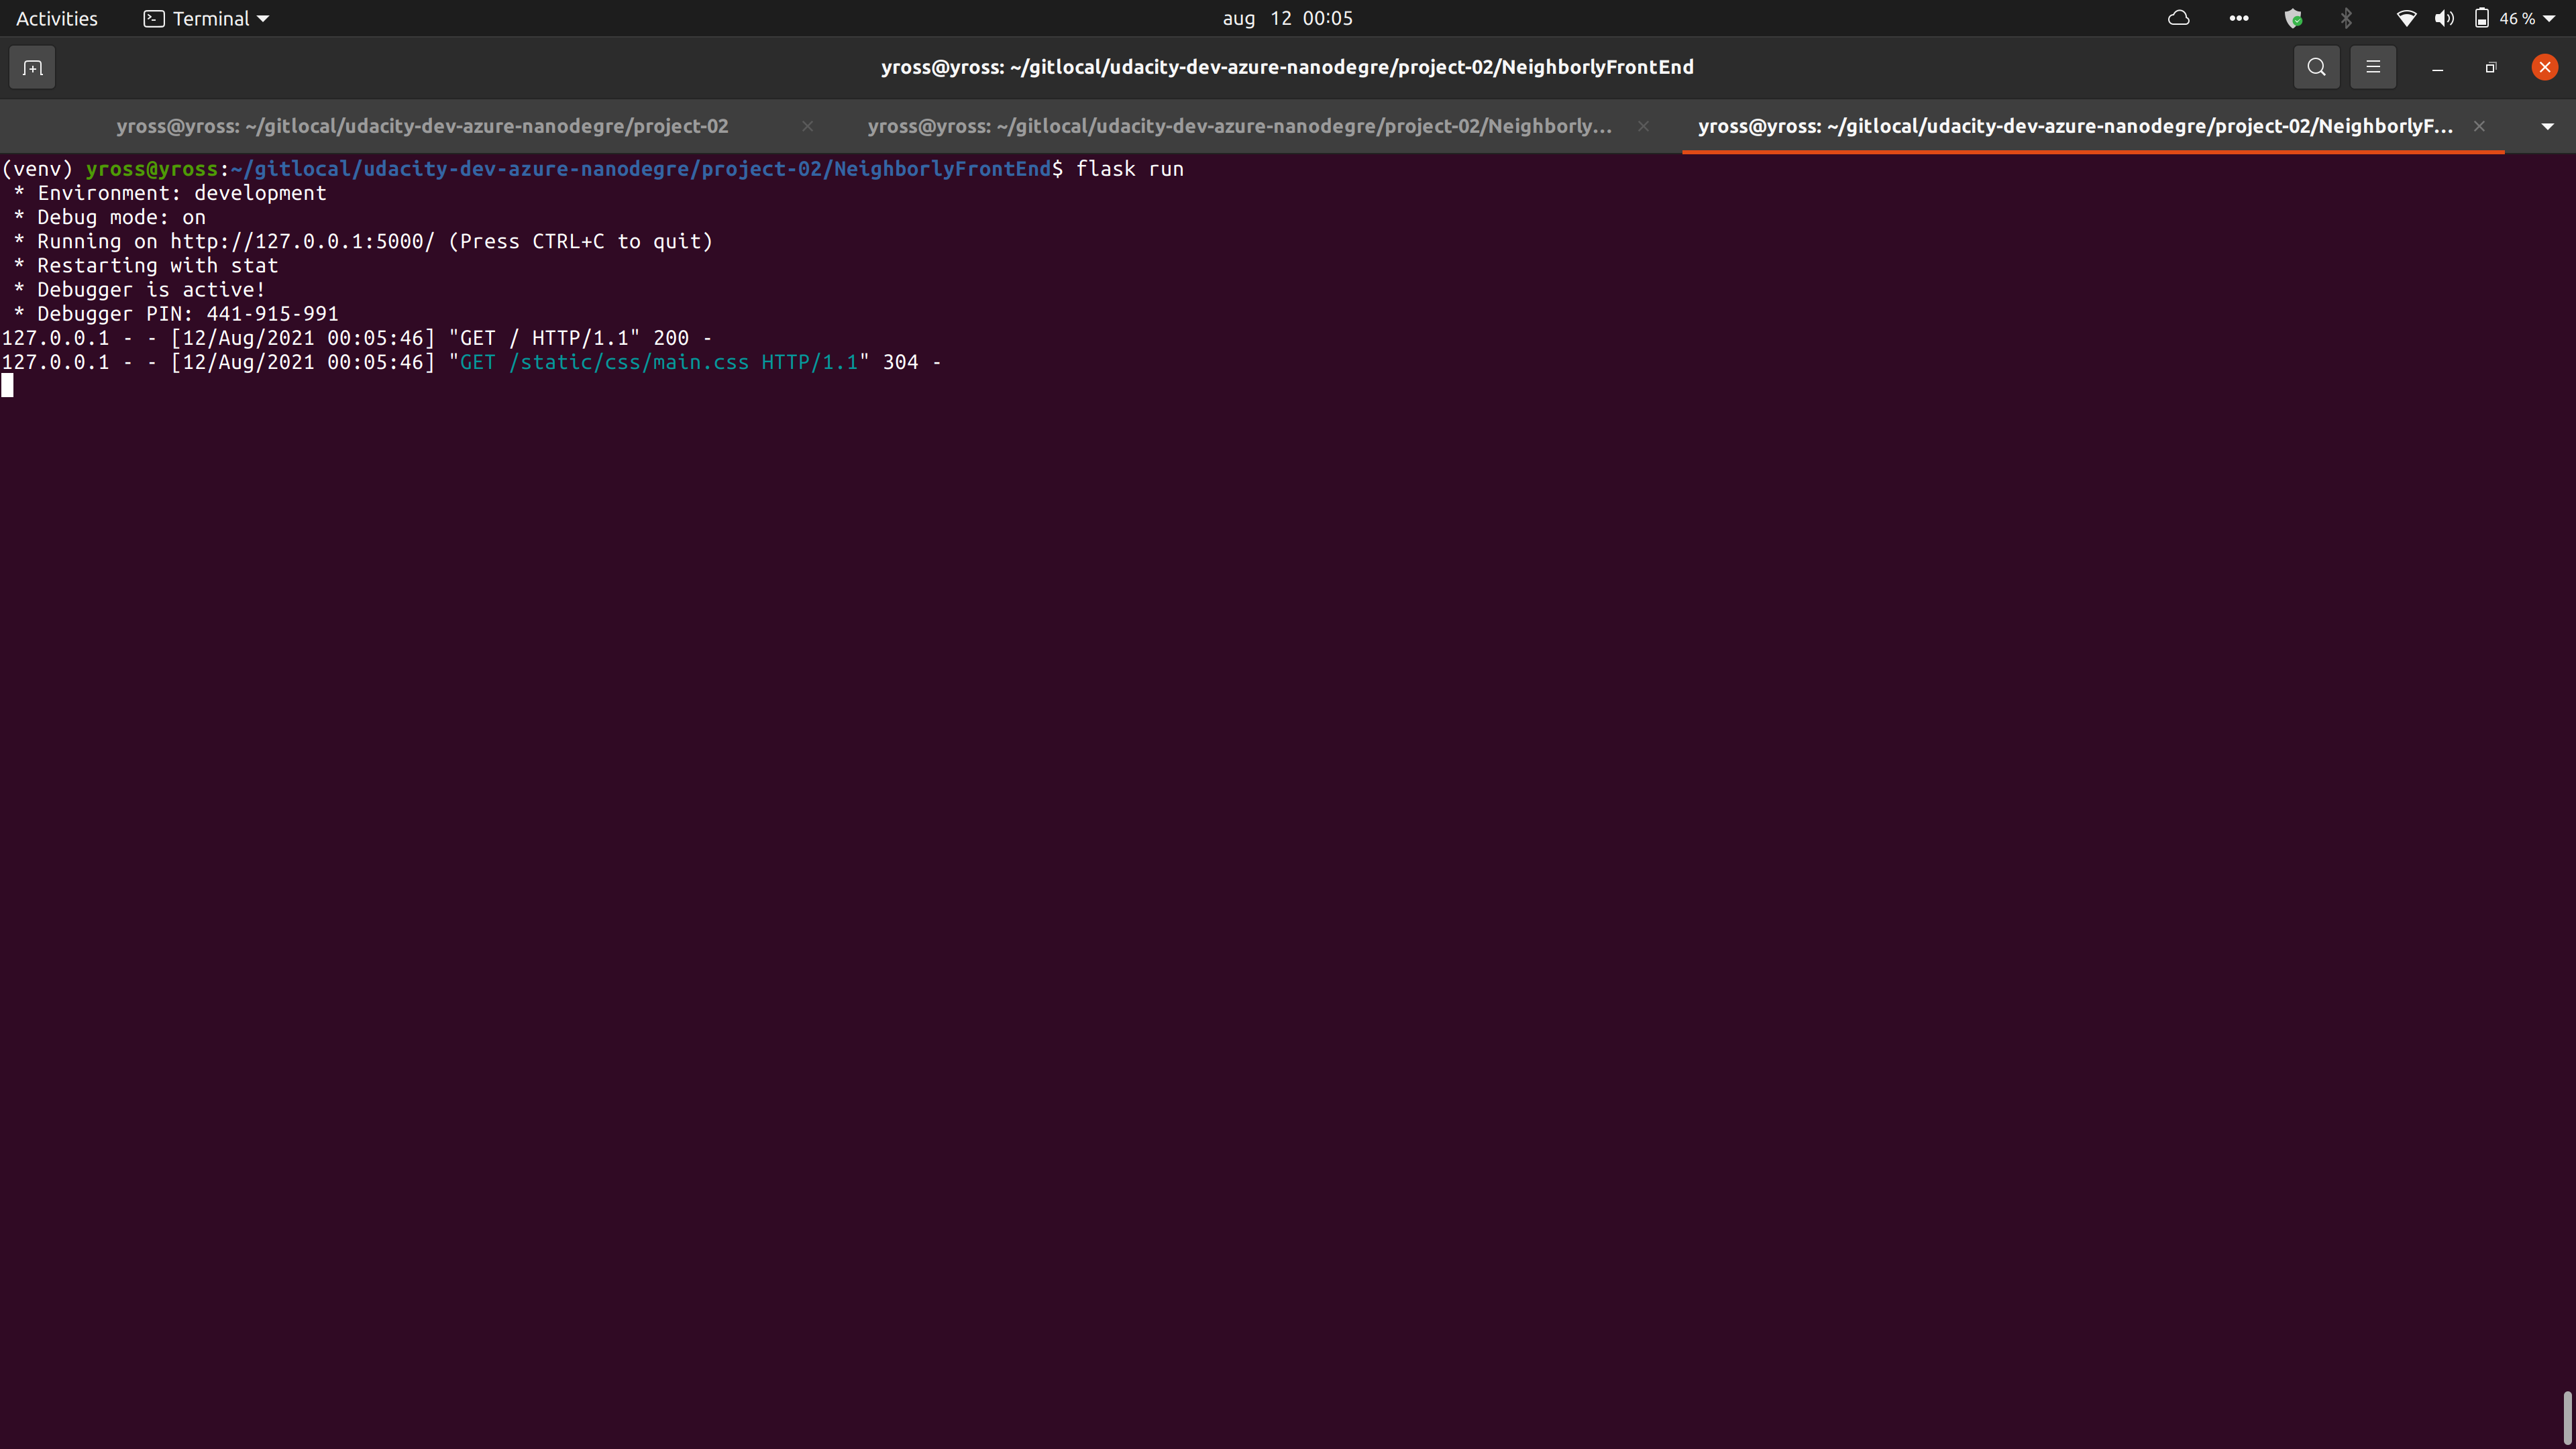 Activities Terminal aug 12 00:05 46 %
yross@yross: ~/gitlocal/udacity-dev-azure-nanodegre/project-02/NeighborlyFrontEnd
yross@yross: ~/gitlocal/udacity-dev-azure-nanodegre/project-02 yross@yross: ~/gitlocal/udacity-dev-azure-nanodegre/project-02/Neighborly... yross@yross: ~/gitlocal/udacity-dev-azure-nanodegre/project-02/NeighborlyF...
(venv) yross@yross:~/gitlocal/udacity-dev-azure-nanodegre/project-02/NeighborlyFrontEnd$ flask run
 * Environment: development
 * Debug mode: on
 * Running on http://127.0.0.1:5000/ (Press CTRL+C to quit)
 * Restarting with stat
 * Debugger is active!
 * Debugger PIN: 441-915-991
127.0.0.1 - - [12/Aug/2021 00:05:46] "GET / HTTP/1.1" 200 -
127.0.0.1 - - [12/Aug/2021 00:05:46] "GET /static/css/main.css HTTP/1.1" 304 -